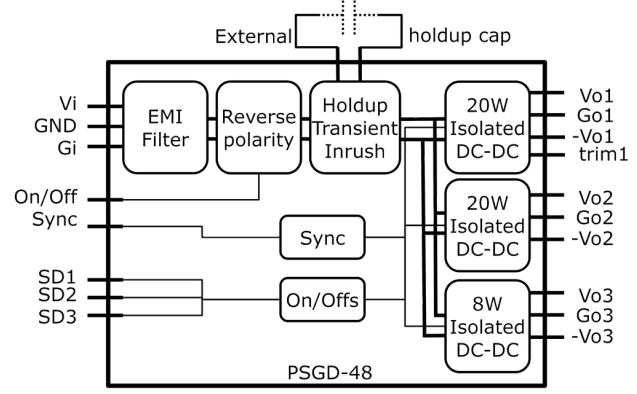 External
holdup cap
Vi
GND
Gi
EMI
Filter
Reverse
polarity
Holdup
Transient
Inrush
20W
Isolated
DC-DC
Vo1
Go1
-Vo1
trim1
On/Off
Sync
Sync
20W
Isolated
DC-DC
Vo2
Go2
-Vo2
SD1
SD2
SD3
On/Offs
8W
Isolated
DC-DC
Vo3
Go3
-Vo3
PSGD-48